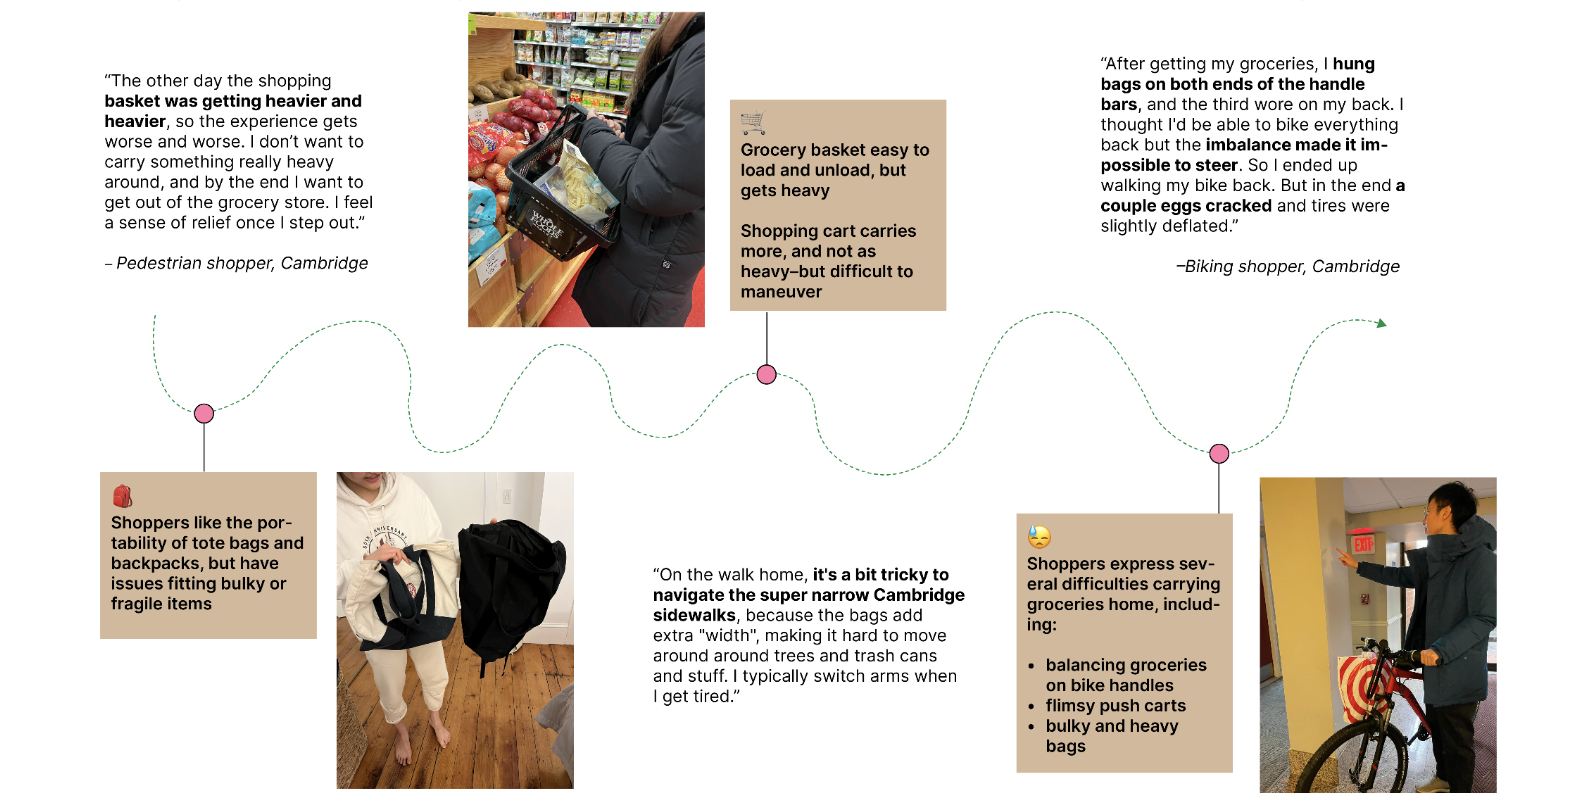 “The other day the shopping
basket was getting heavier and
heavier, so the experience gets
worse and worse. I don’t want to
carry something really heavy
around, and by the end I want to
get out of the grocery store. I feel
a sense of relief once I step out.”
– Pedestrian shopper, Cambridge
WHOLE
FOODS
Grocery basket easy to
load and unload, but
gets heavy
Shopping cart carries
more, and not as
heavy–but difficult to
maneuver
“After getting my groceries, I hung
bags on both ends of the handle
bars, and the third wore on my back. I
thought I'd be able to bike everything
back but the imbalance made it im-
possible to steer. So I ended up
walking my bike back. But in the end a
couple eggs cracked and tires were
slightly deflated.”
–Biking shopper, Cambridge
Shoppers like the por-
tability of tote bags and
backpacks, but have
issues fitting bulky or
fragile items
“On the walk home, it's a bit tricky to
navigate the super narrow Cambridge
sidewalks, because the bags add
extra "width", making it hard to move
around around trees and trash cans
and stuff. I typically switch arms when
I get tired.”
Shoppers express sev-
eral difficulties carrying
groceries home, includ-
ing:
• balancing groceries
on bike handles
• flimsy push carts
• bulky and heavy
bags
EXIT